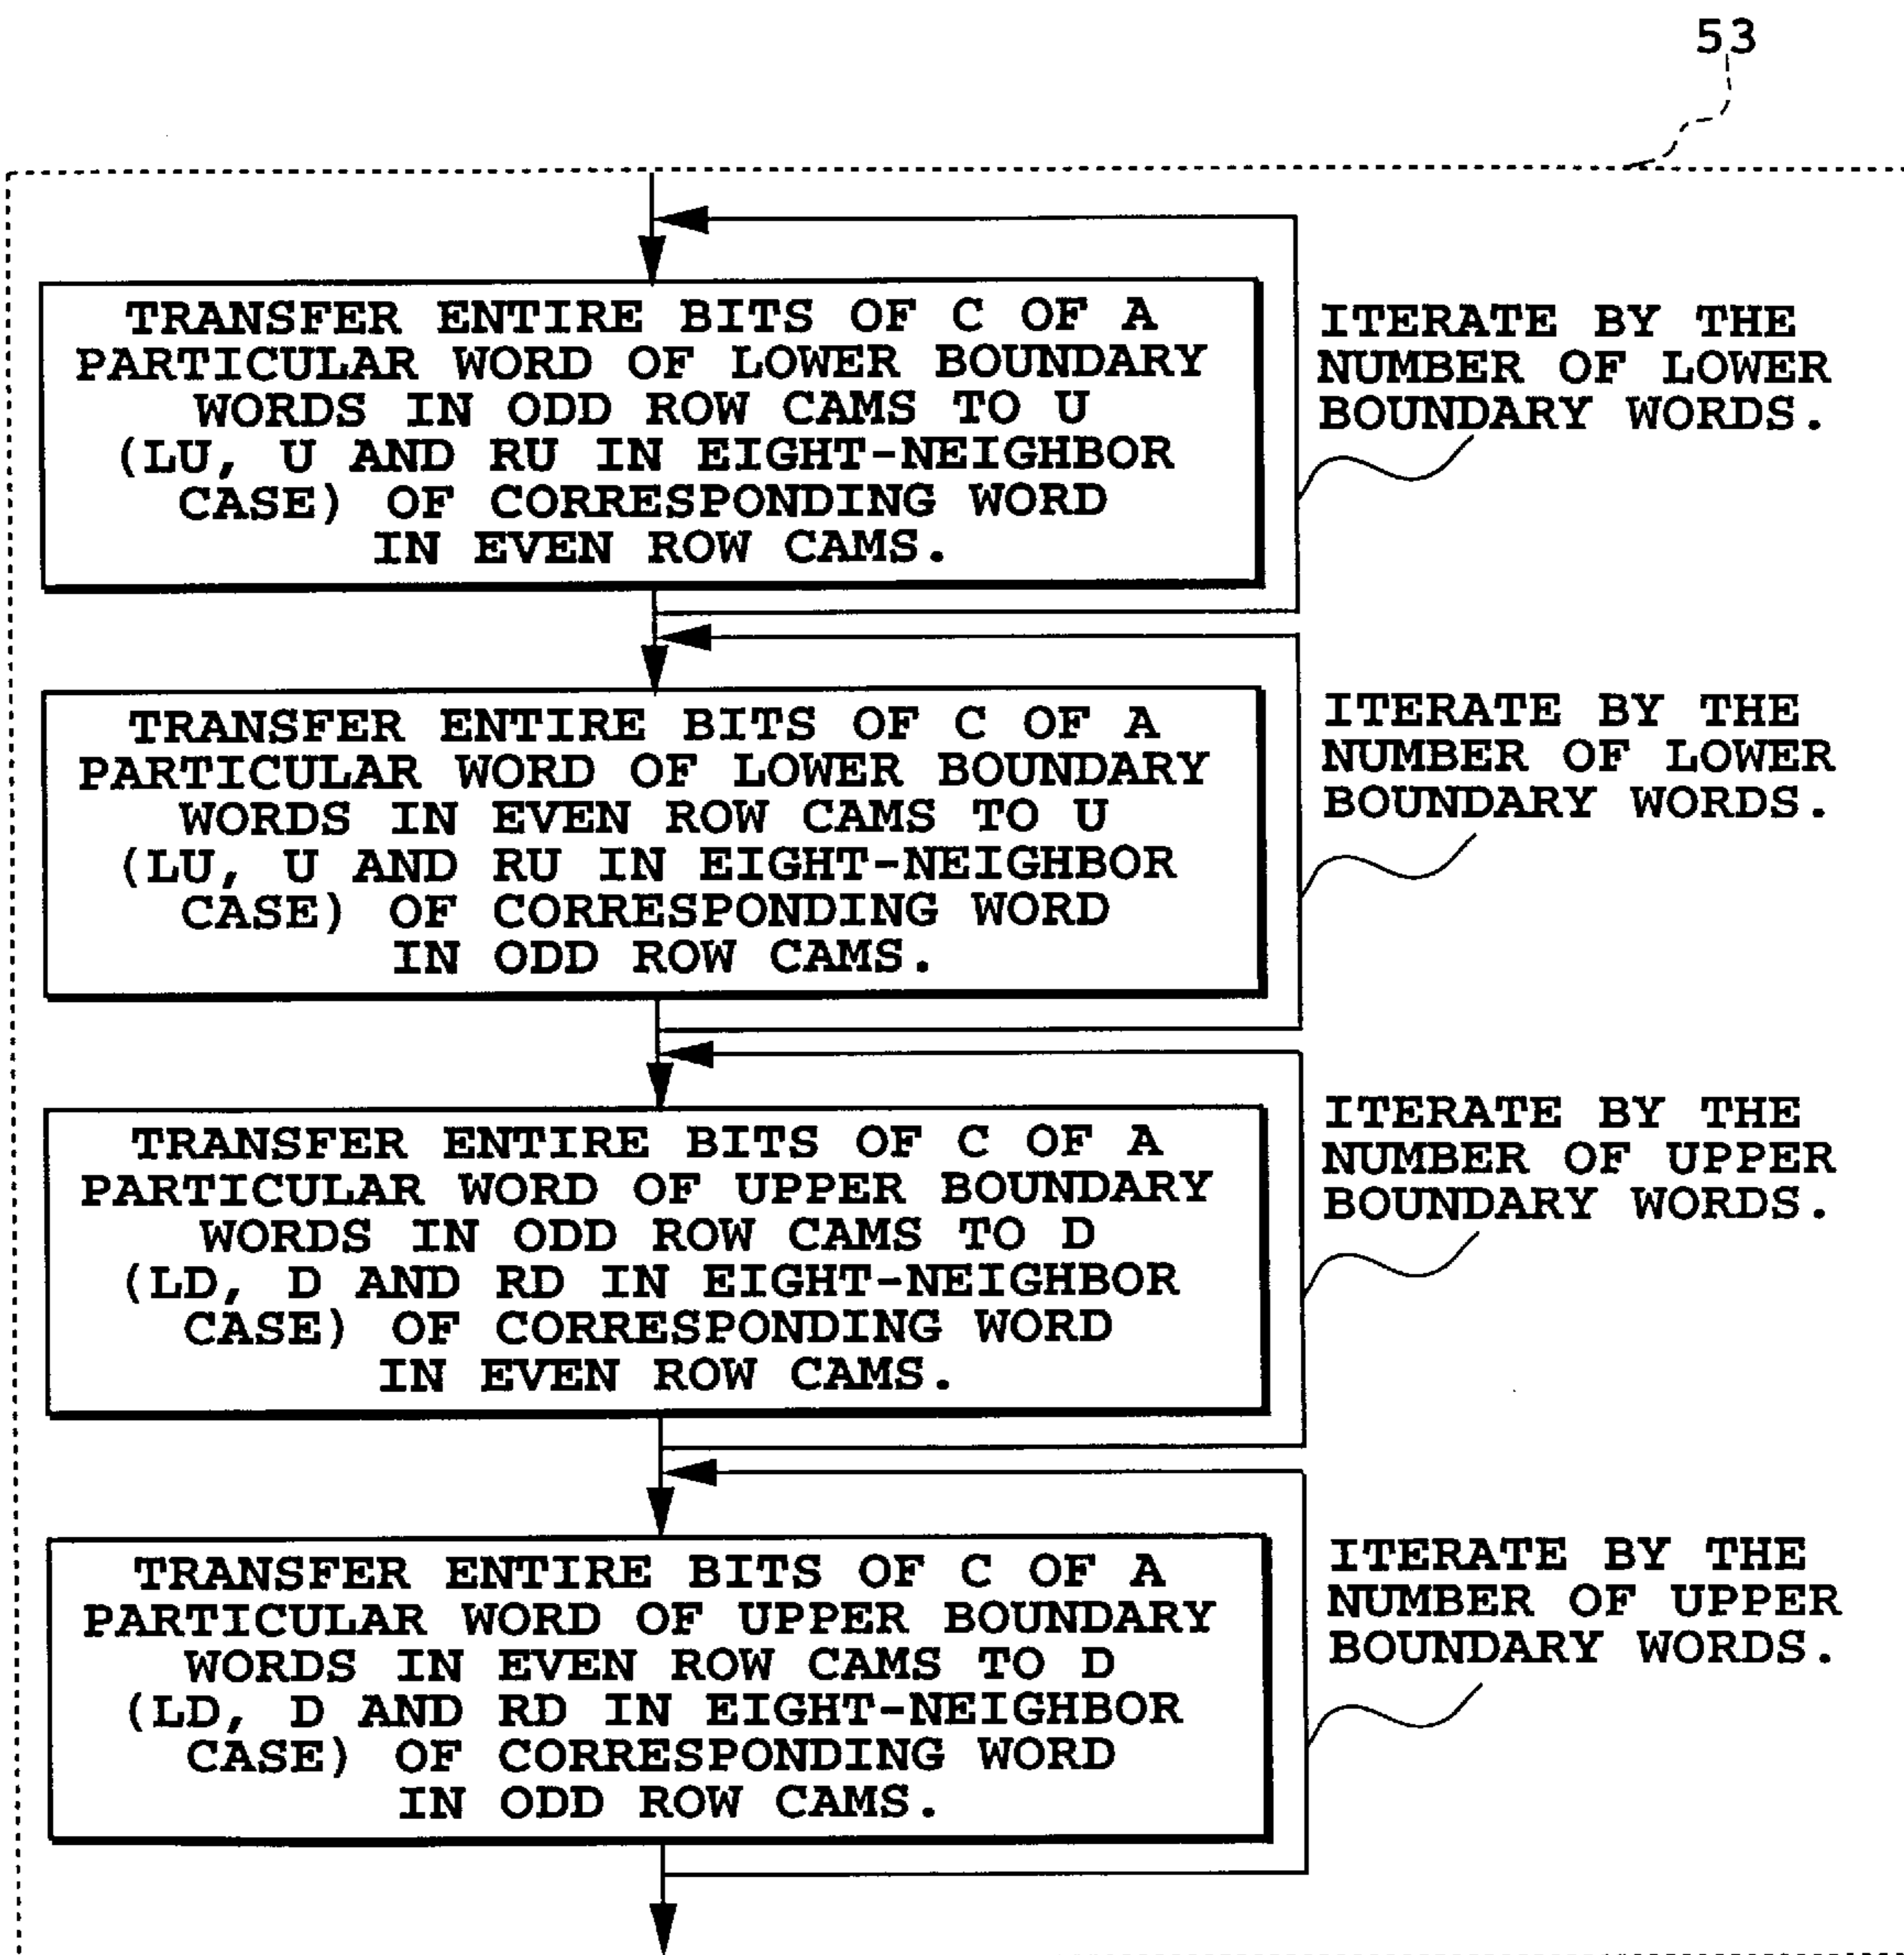 53
TRANSFER ENTIRE BITS OF C OF A
PARTICULAR WORD OF LOWER BOUNDARY
WORDS IN ODD ROW CAMS TO U
(LU, U AND RU IN EIGHT-NEIGHBOR
CASE) OF CORRESPONDING WORD
IN EVEN ROW CAMS.
ITERATE BY THE
NUMBER OF LOWER
BOUNDARY WORDS.
TRANSFER ENTIRE BITS OF C OF A
PARTICULAR WORD OF LOWER BOUNDARY
WORDS IN EVEN ROW CAMS TO U
(LU, U AND RU IN EIGHT-NEIGHBOR
CASE) OF CORRESPONDING WORD
IN ODD ROW CAMS.
ITERATE BY THE
NUMBER OF LOWER
BOUNDARY WORDS.
TRANSFER ENTIRE BITS OF C OF A
PARTICULAR WORD OF UPPER BOUNDARY
WORDS IN ODD ROW CAMS TO D
(LD, D AND RD IN EIGHT-NEIGHBOR
CASE) OF CORRESPONDING WORD
IN EVEN ROW CAMS.
ITERATE BY THE
NUMBER OF UPPER
BOUNDARY WORDS.
TRANSFER ENTIRE BITS OF C OF A
PARTICULAR WORD OF UPPER BOUNDARY
WORDS IN EVEN ROW CAMS TO D
(LD, D AND RD IN EIGHT-NEIGHBOR
CASE) OF CORRESPONDING WORD
IN ODD ROW CAMS.
ITERATE BY THE
NUMBER OF UPPER
BOUNDARY WORDS.